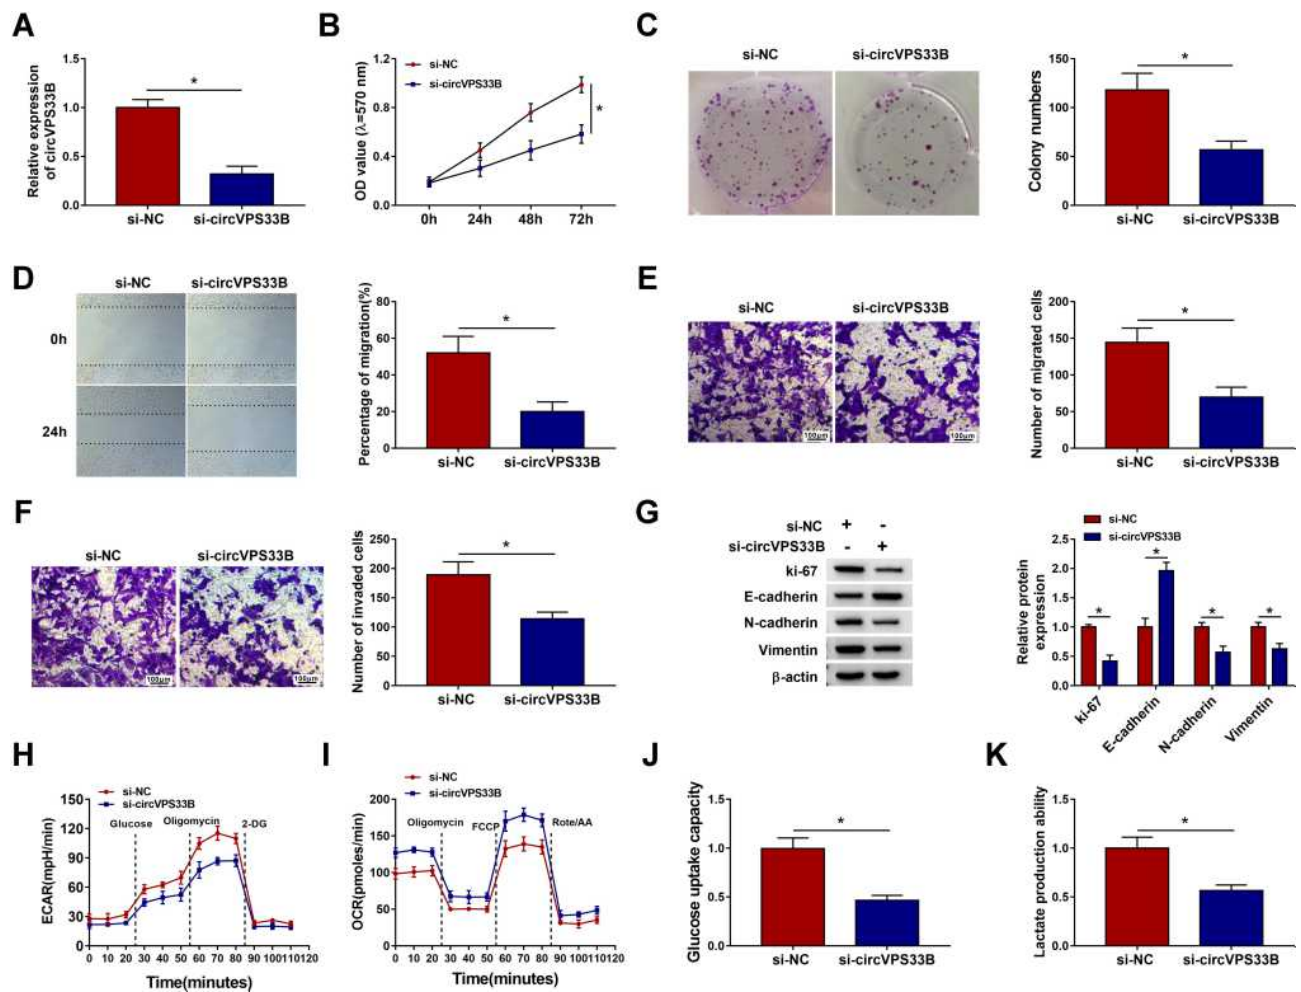 A
Relative expression
of circVPS33B
1.5
1.0
0.5
0.0
*
si-NC
si-circVPS33B
B
OD value (λ=570 nm)
1.2
0.8
0.4
0.0
si-NC
si-circVPS33B
*
0h
24h
48h
72h
C
si-NC
si-circVPS33B
Colony numbers
150
100
50
0
*
si-NC
si-circVPS33B
D
si-NC
si-circVPS33B
0h
24h
Percentage of migration(%)
80
60
40
20
0
*
si-NC
si-circVPS33B
E
si-NC
si-circVPS33B
100μm
100μm
Number of migrated cells
200
150
100
50
0
*
si-NC
si-circVPS33B
F
si-NC
si-circVPS33B
100μm
100μm
Number of invaded cells
250
200
150
100
50
0
*
si-NC
si-circVPS33B
G
si-NC + -
si-circVPS33B - +
ki-67
E-cadherin
N-cadherin
Vimentin
β-actin
si-NC
si-circVPS33B
Relative protein
expression
2.5
2.0
1.5
1.0
0.5
0.0
*
*
*
*
ki-67
E-cadherin
N-cadherin
Vimentin
H
si-NC
si-circVPS33B
ECAR(mpH/min)
150
120
90
60
30
0
Glucose
Oligomycin
2-DG
0 10 20 30 40 50 60 70 80 90 100 110 120
Time(minutes)
I
si-NC
si-circVPS33B
OCR(pmoles/min)
200
150
100
50
0
Oligomycin
FCCP
Rote/AA
0 10 20 30 40 50 60 70 80 90 100 110 120
Time(minutes)
J
Glucose uptake capacity
1.5
1.0
0.5
0.0
*
si-NC
si-circVPS33B
K
Lactate production ability
1.5
1.0
0.5
0.0
*
si-NC
si-circVPS33B